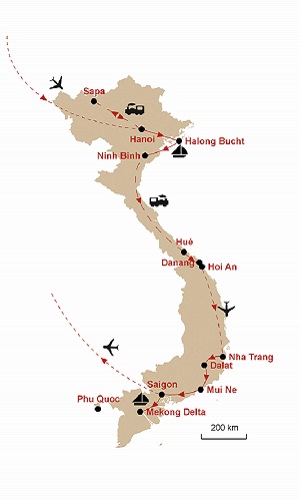 Sapa
Hanoi
Halong Bucht
Ninh Binh
Hué
Danang
Hoi An
Nha Trang
Dalat
Saigon
Mui Ne
Phu Quoc
Mekong Delta
200 km